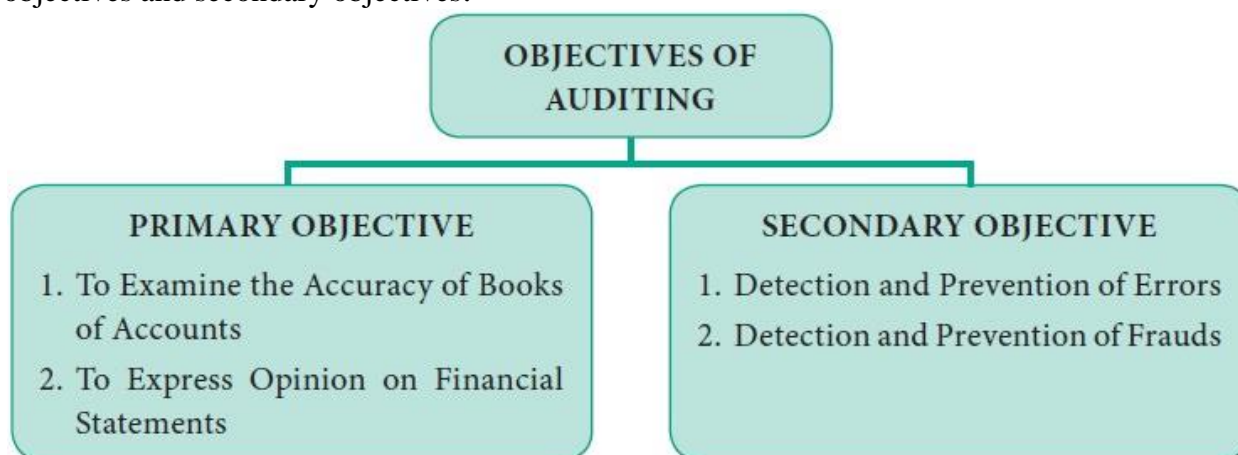 objectives and secondary objectives.
OBJECTIVES OF
AUDITING
PRIMARY OBJECTIVE
1. To Examine the Accuracy of Books
of Accounts
2. To Express Opinion on Financial
Statements
SECONDARY OBJECTIVE
1. Detection and Prevention of Errors
2. Detection and Prevention of Frauds